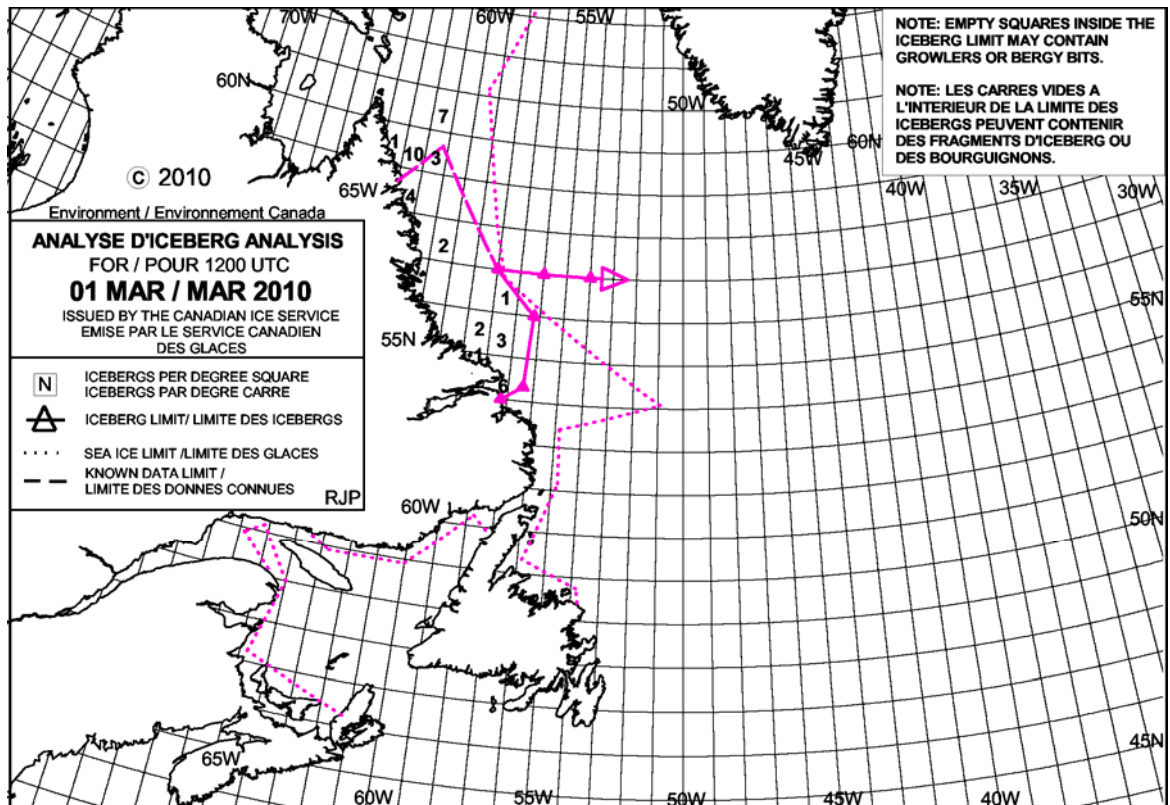 70W
60W
55W
NOTE: EMPTY SQUARES INSIDE THE
ICEBERG LIMIT MAY CONTAIN
GROWLERS OR BERGY BITS.
NOTE: LES CARRES VIDES A
L'INTERIEUR DE LA LIMITE DES
ICEBERGS PEUVENT CONTENIR
DES FRAGMENTS D'ICEBERG OU
DES BOURGUIGNONS.
60N
50W
7
60N
1
10 3
45W
© 2010
65W
4
40W
35W
30W
Environment / Environnement Canada
ANALYSE D'ICEBERG ANALYSIS
FOR / POUR 1200 UTC
01 MAR / MAR 2010
ISSUED BY THE CANADIAN ICE SERVICE
EMISE PAR LE SERVICE CANADIEN
DES GLACES
2
1
55N
2
3
55N
1
6
N
ICEBERGS PER DEGREE SQUARE
ICEBERGS PAR DEGRE CARRE
ICEBERG LIMIT/ LIMITE DES ICEBERGS
SEA ICE LIMIT /LIMITE DES GLACES
KNOWN DATA LIMIT /
LIMITE DES DONNES CONNUES
RJP
60W
50N
45N
65W
60W
55W
50W
45W
40W